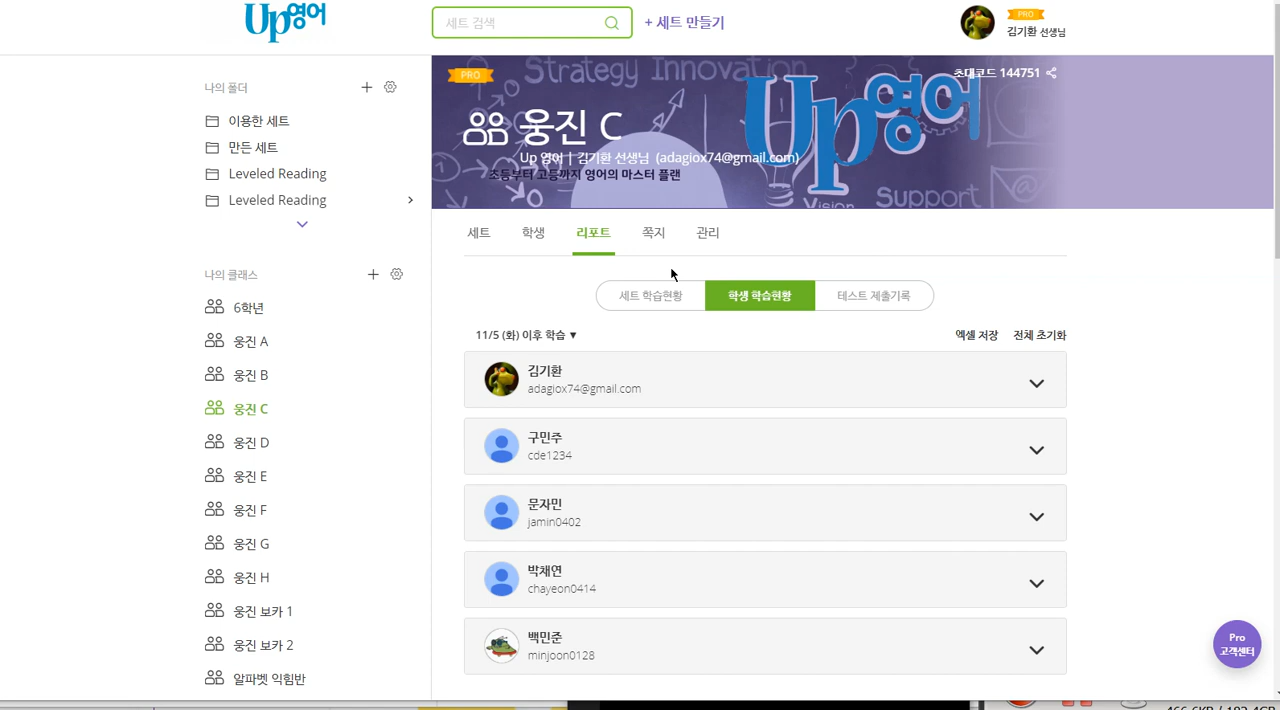 Up영어
세트 검색
+ 세트 만들기
PRO
김기환 선생님
나의 폴더
이용한 세트
만든 세트
Leveled Reading
Leveled Reading
나의 클래스
6학년
웅진 A
웅진 B
웅진 C
웅진 D
웅진 E
웅진 F
웅진 G
웅진 H
웅진 보카 1
웅진 보카 2
알파벳 익힘반
PRO
Strategy Innovation
초대코드 144751
웅진 C
Up영어
Up 영어 | 김기환 선생님 (adagiox74@gmail.com)
초등부터 고등까지 영어의 마스터 플랜
Vision
Support
세트 학생 리포트 쪽지 관리
세트 학습현황 학생 학습현황 테스트 제출기록
11/5 (화) 이후 학습 ▼
엑셀 저장 전체 초기화
김기환
adagiox74@gmail.com
구민주
cde1234
문자민
jamin0402
박채연
chayeon0414
백민준
minjoon0128
Pro
고객센터